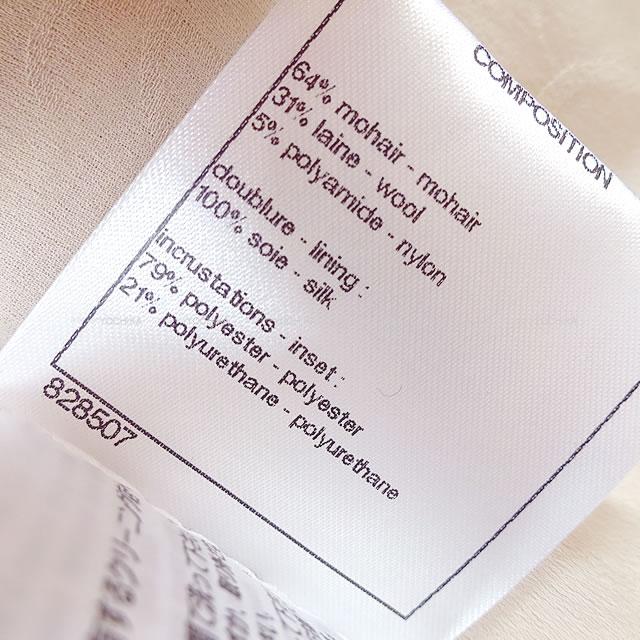 COMPOSITION
64% mohair - mohair
31% laine - wool
5% polyamide - nylon
doublure - lining :
100% soie - silk
incrustations - inset :
79% polyester - polyester
21% polyurethane - polyurethane
828507